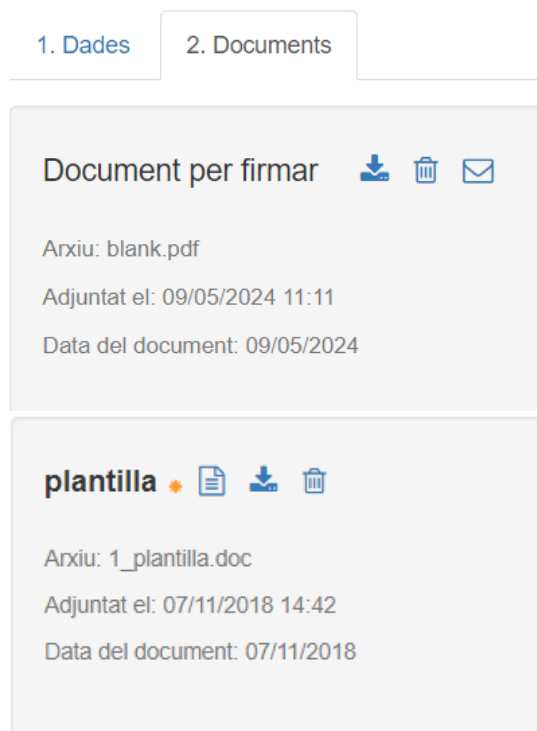 1. Dades
2. Documents
Document per firmar
Arxiu: blank.pdf
Adjuntat el: 09/05/2024 11:11
Data del document: 09/05/2024
plantilla
Arxiu: 1_plantilla.doc
Adjuntat el: 07/11/2018 14:42
Data del document: 07/11/2018